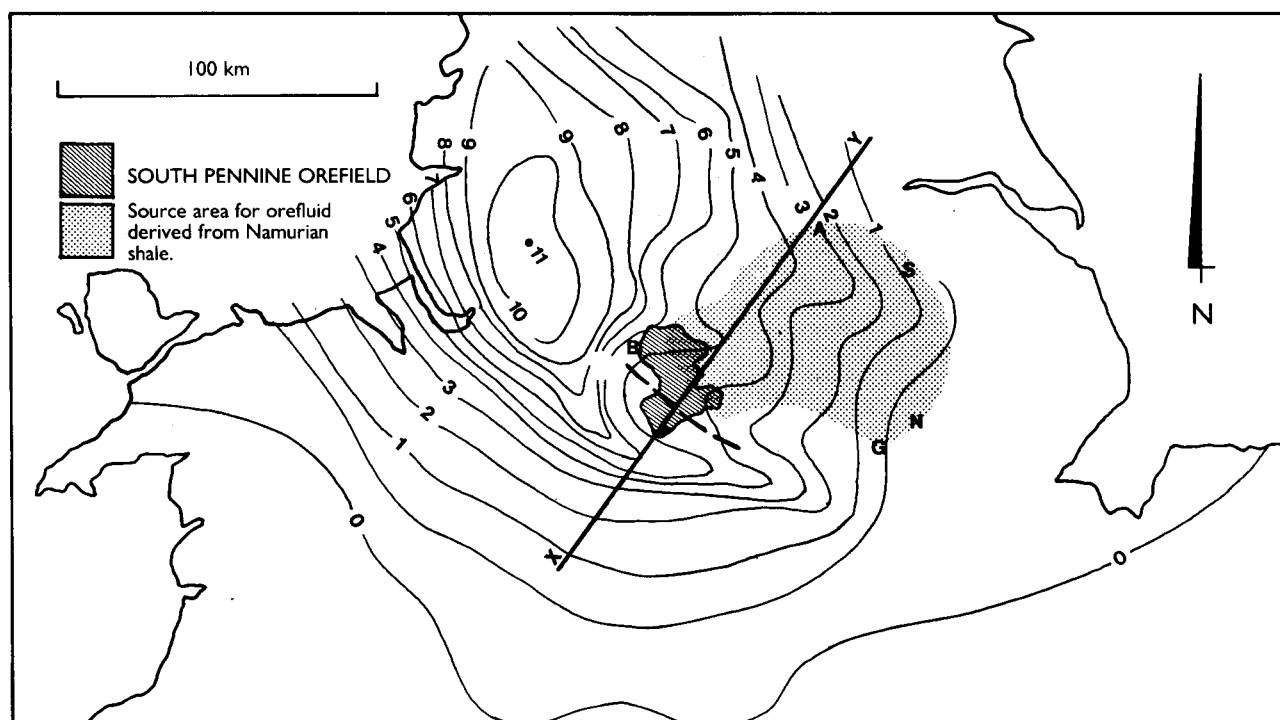 100 km
SOUTH PENNINE OREFIELD
Source area for orefluid
derived from Namurian
shale.
N
8
9
7
6
5
4
3
2
1
0
9
8
7
6
5
4
3
2
1
11
10
Y
A
S
B
N
G
X
0